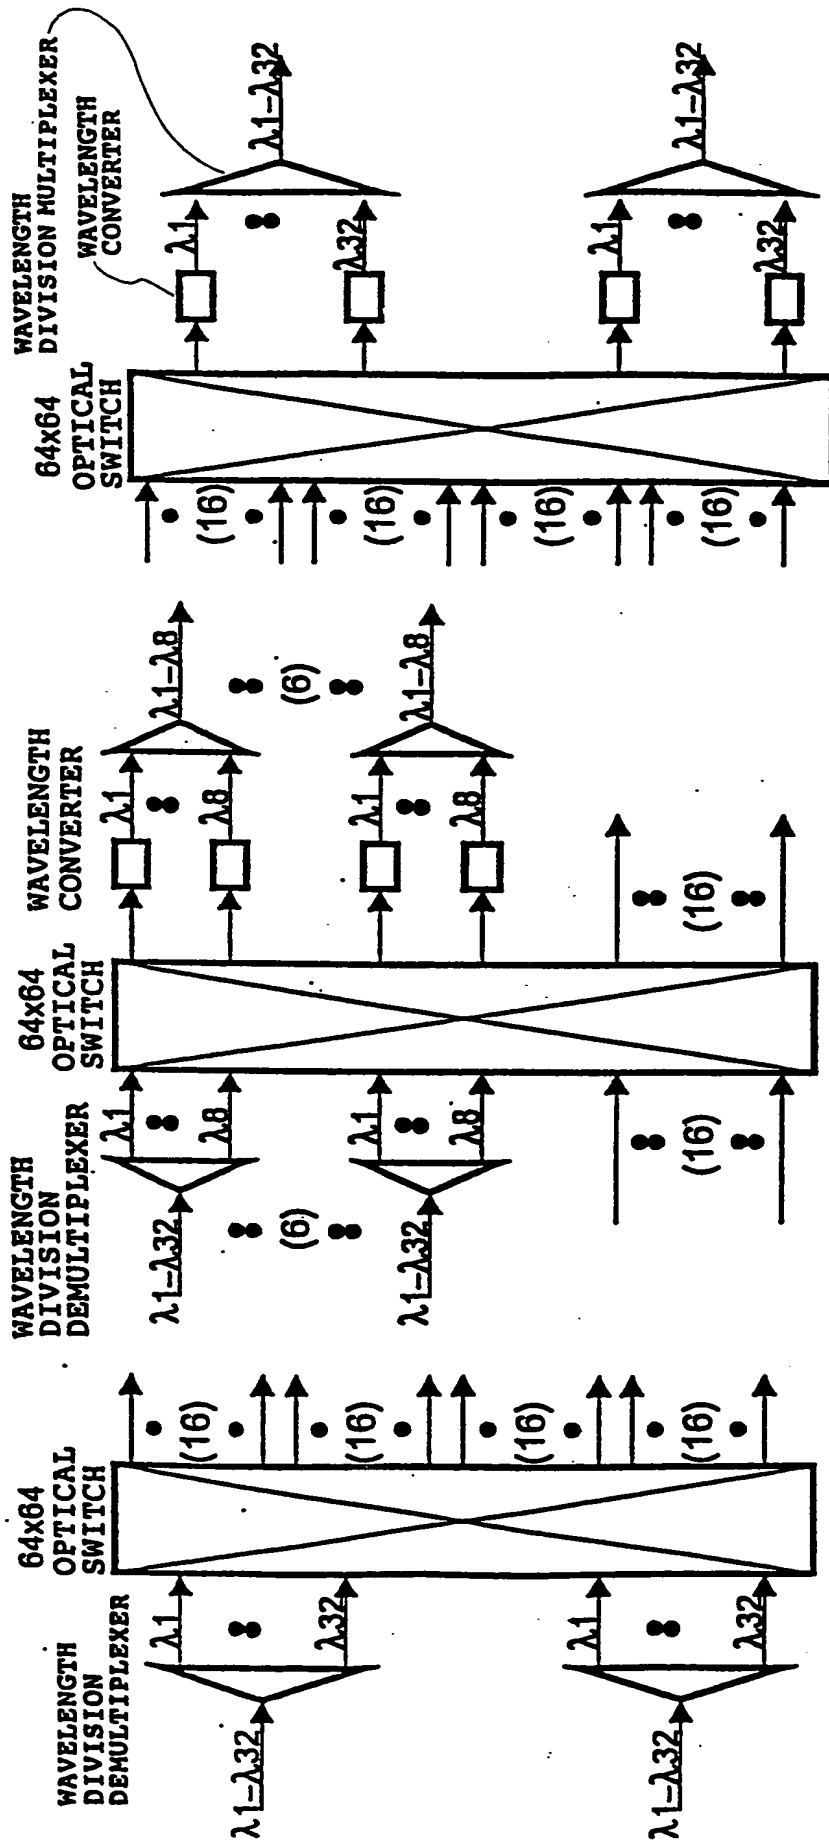 WAVELENGTH
DIVISION
DEMULTIPLEXER
64x64
OPTICAL
SWITCH
λ1–λ32
λ1
λ32
λ1–λ32
λ1
λ32
(16)
(16)
(16)
(16)
WAVELENGTH
DIVISION
DEMULTIPLEXER
64x64
OPTICAL
SWITCH
WAVELENGTH
CONVERTER
λ1–λ32
(6)
λ1–λ32
λ1
λ8
λ1
λ8
(16)
λ1
λ8
λ1
λ8
λ1–λ8
(6)
λ1–λ8
(16)
64x64
OPTICAL
SWITCH
WAVELENGTH
DIVISION MULTIPLEXER
WAVELENGTH
CONVERTER
(16)
(16)
(16)
(16)
λ1
λ32
λ1–λ32
λ1
λ32
λ1–λ32